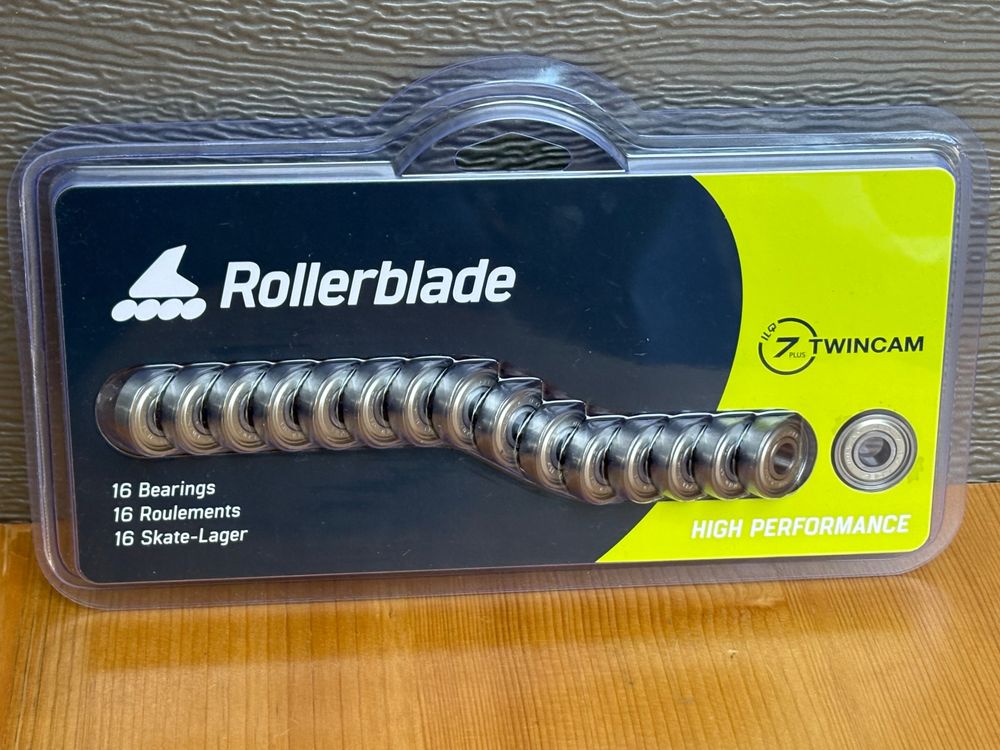 Rollerblade
ILQ
7
PLUS
TWINCAM
16 Bearings
16 Roulements
16 Skate-Lager
HIGH PERFORMANCE